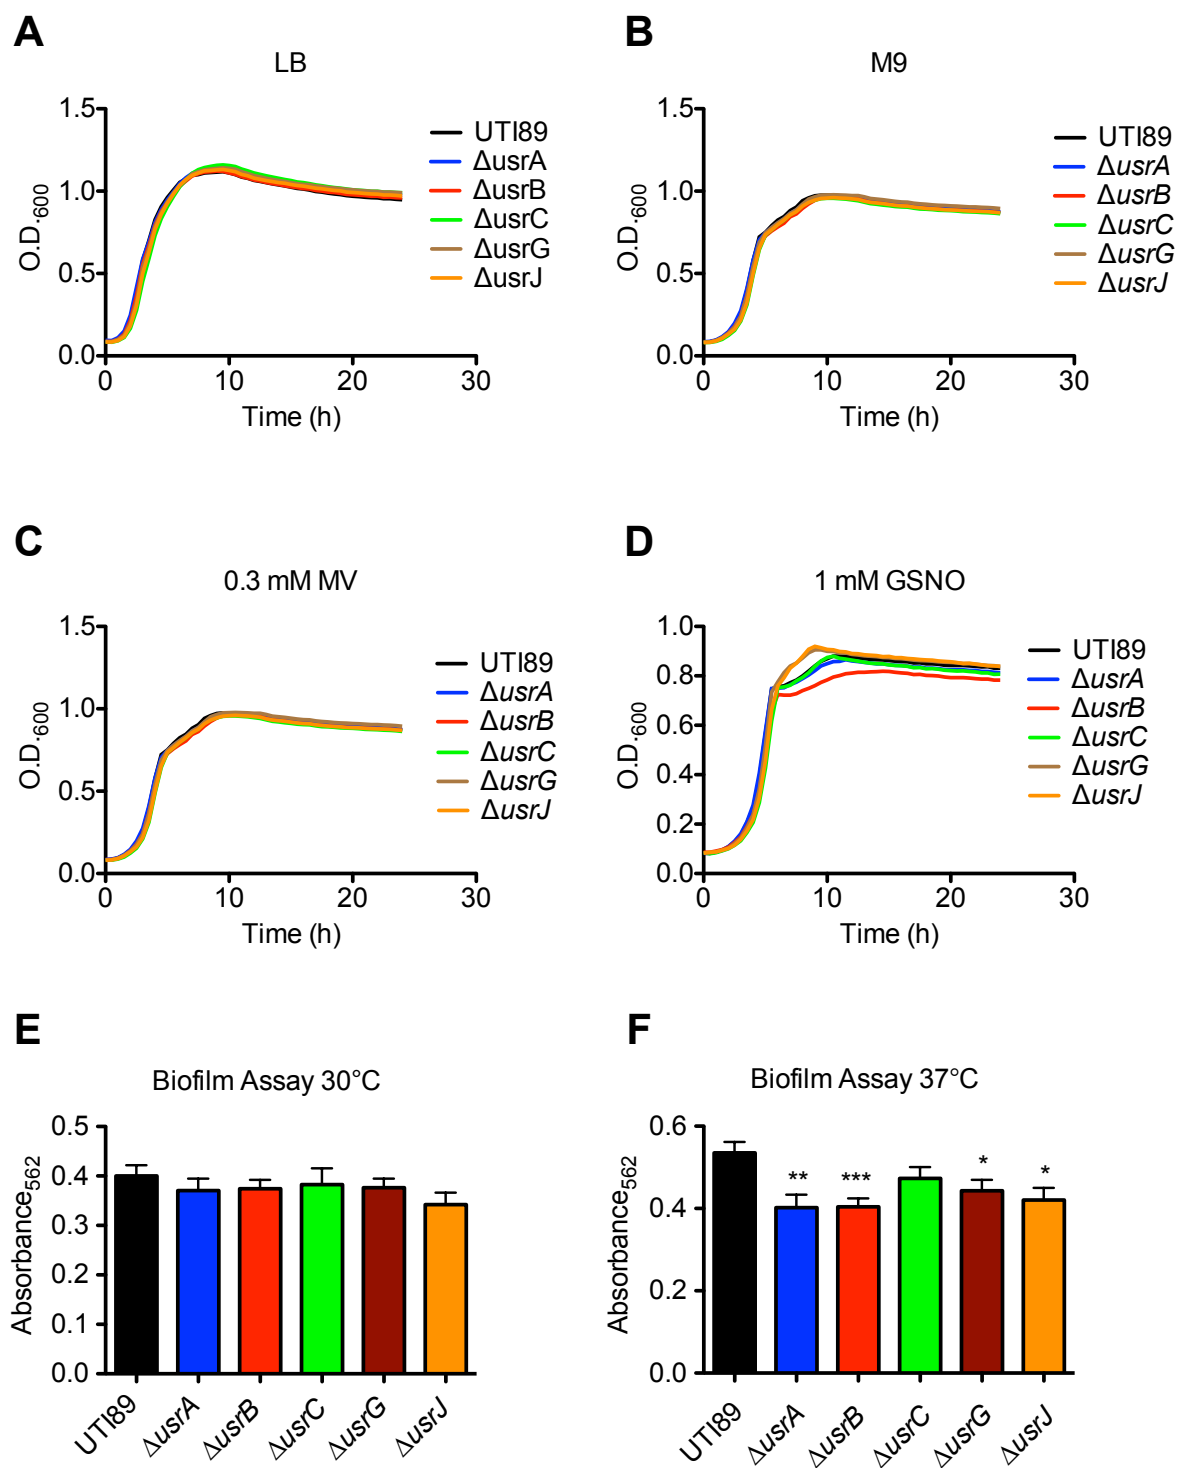 A
LB
O.D.600
1.5
1.0
0.5
0.0
0 10 20 30
Time (h)
UTI89
ΔusrA
ΔusrB
ΔusrC
ΔusrG
ΔusrJ
B
M9
O.D.600
1.5
1.0
0.5
0.0
0 10 20 30
Time (h)
UTI89
ΔusrA
ΔusrB
ΔusrC
ΔusrG
ΔusrJ
C
0.3 mM MV
O.D.600
1.5
1.0
0.5
0.0
0 10 20 30
Time (h)
UTI89
ΔusrA
ΔusrB
ΔusrC
ΔusrG
ΔusrJ
D
1 mM GSNO
O.D.600
1.0
0.8
0.6
0.4
0.2
0.0
0 10 20 30
Time (h)
UTI89
ΔusrA
ΔusrB
ΔusrC
ΔusrG
ΔusrJ
E
Biofilm Assay 30°C
Absorbance562
0.5
0.4
0.3
0.2
0.1
0.0
UTI89
ΔusrA
ΔusrB
ΔusrC
ΔusrG
ΔusrJ
F
Biofilm Assay 37°C
Absorbance562
0.6
0.4
0.2
0.0
** *** * *
UTI89
ΔusrA
ΔusrB
ΔusrC
ΔusrG
ΔusrJ